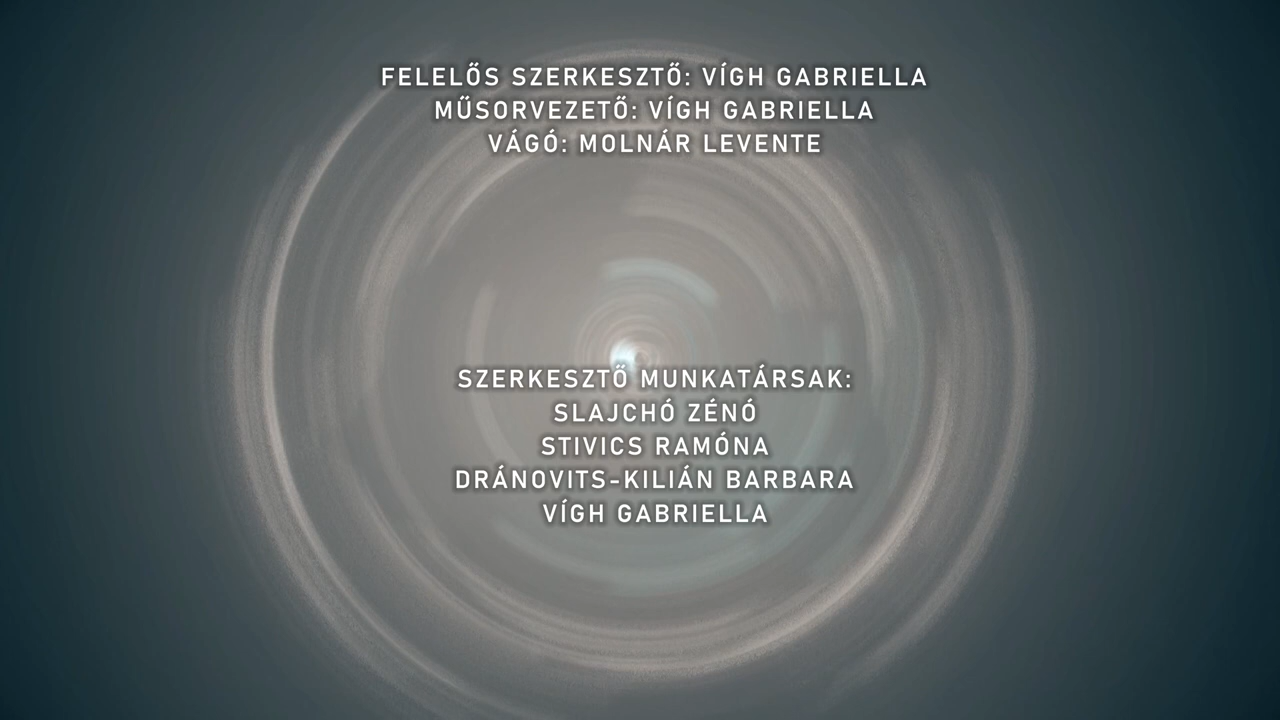 FELELŐS SZERKESZTŐ: VÍGH GABRIELLA
MŰSORVEZETŐ: VÍGH GABRIELLA
VÁGÓ: MOLNÁR LEVENTE
SZERKESZTŐ MUNKATÁRSAK:
SLAJCHÓ ZÉNÓ
STIVICS RAMÓNA
DRÁNOVITS-KILIÁN BARBARA
VÍGH GABRIELLA